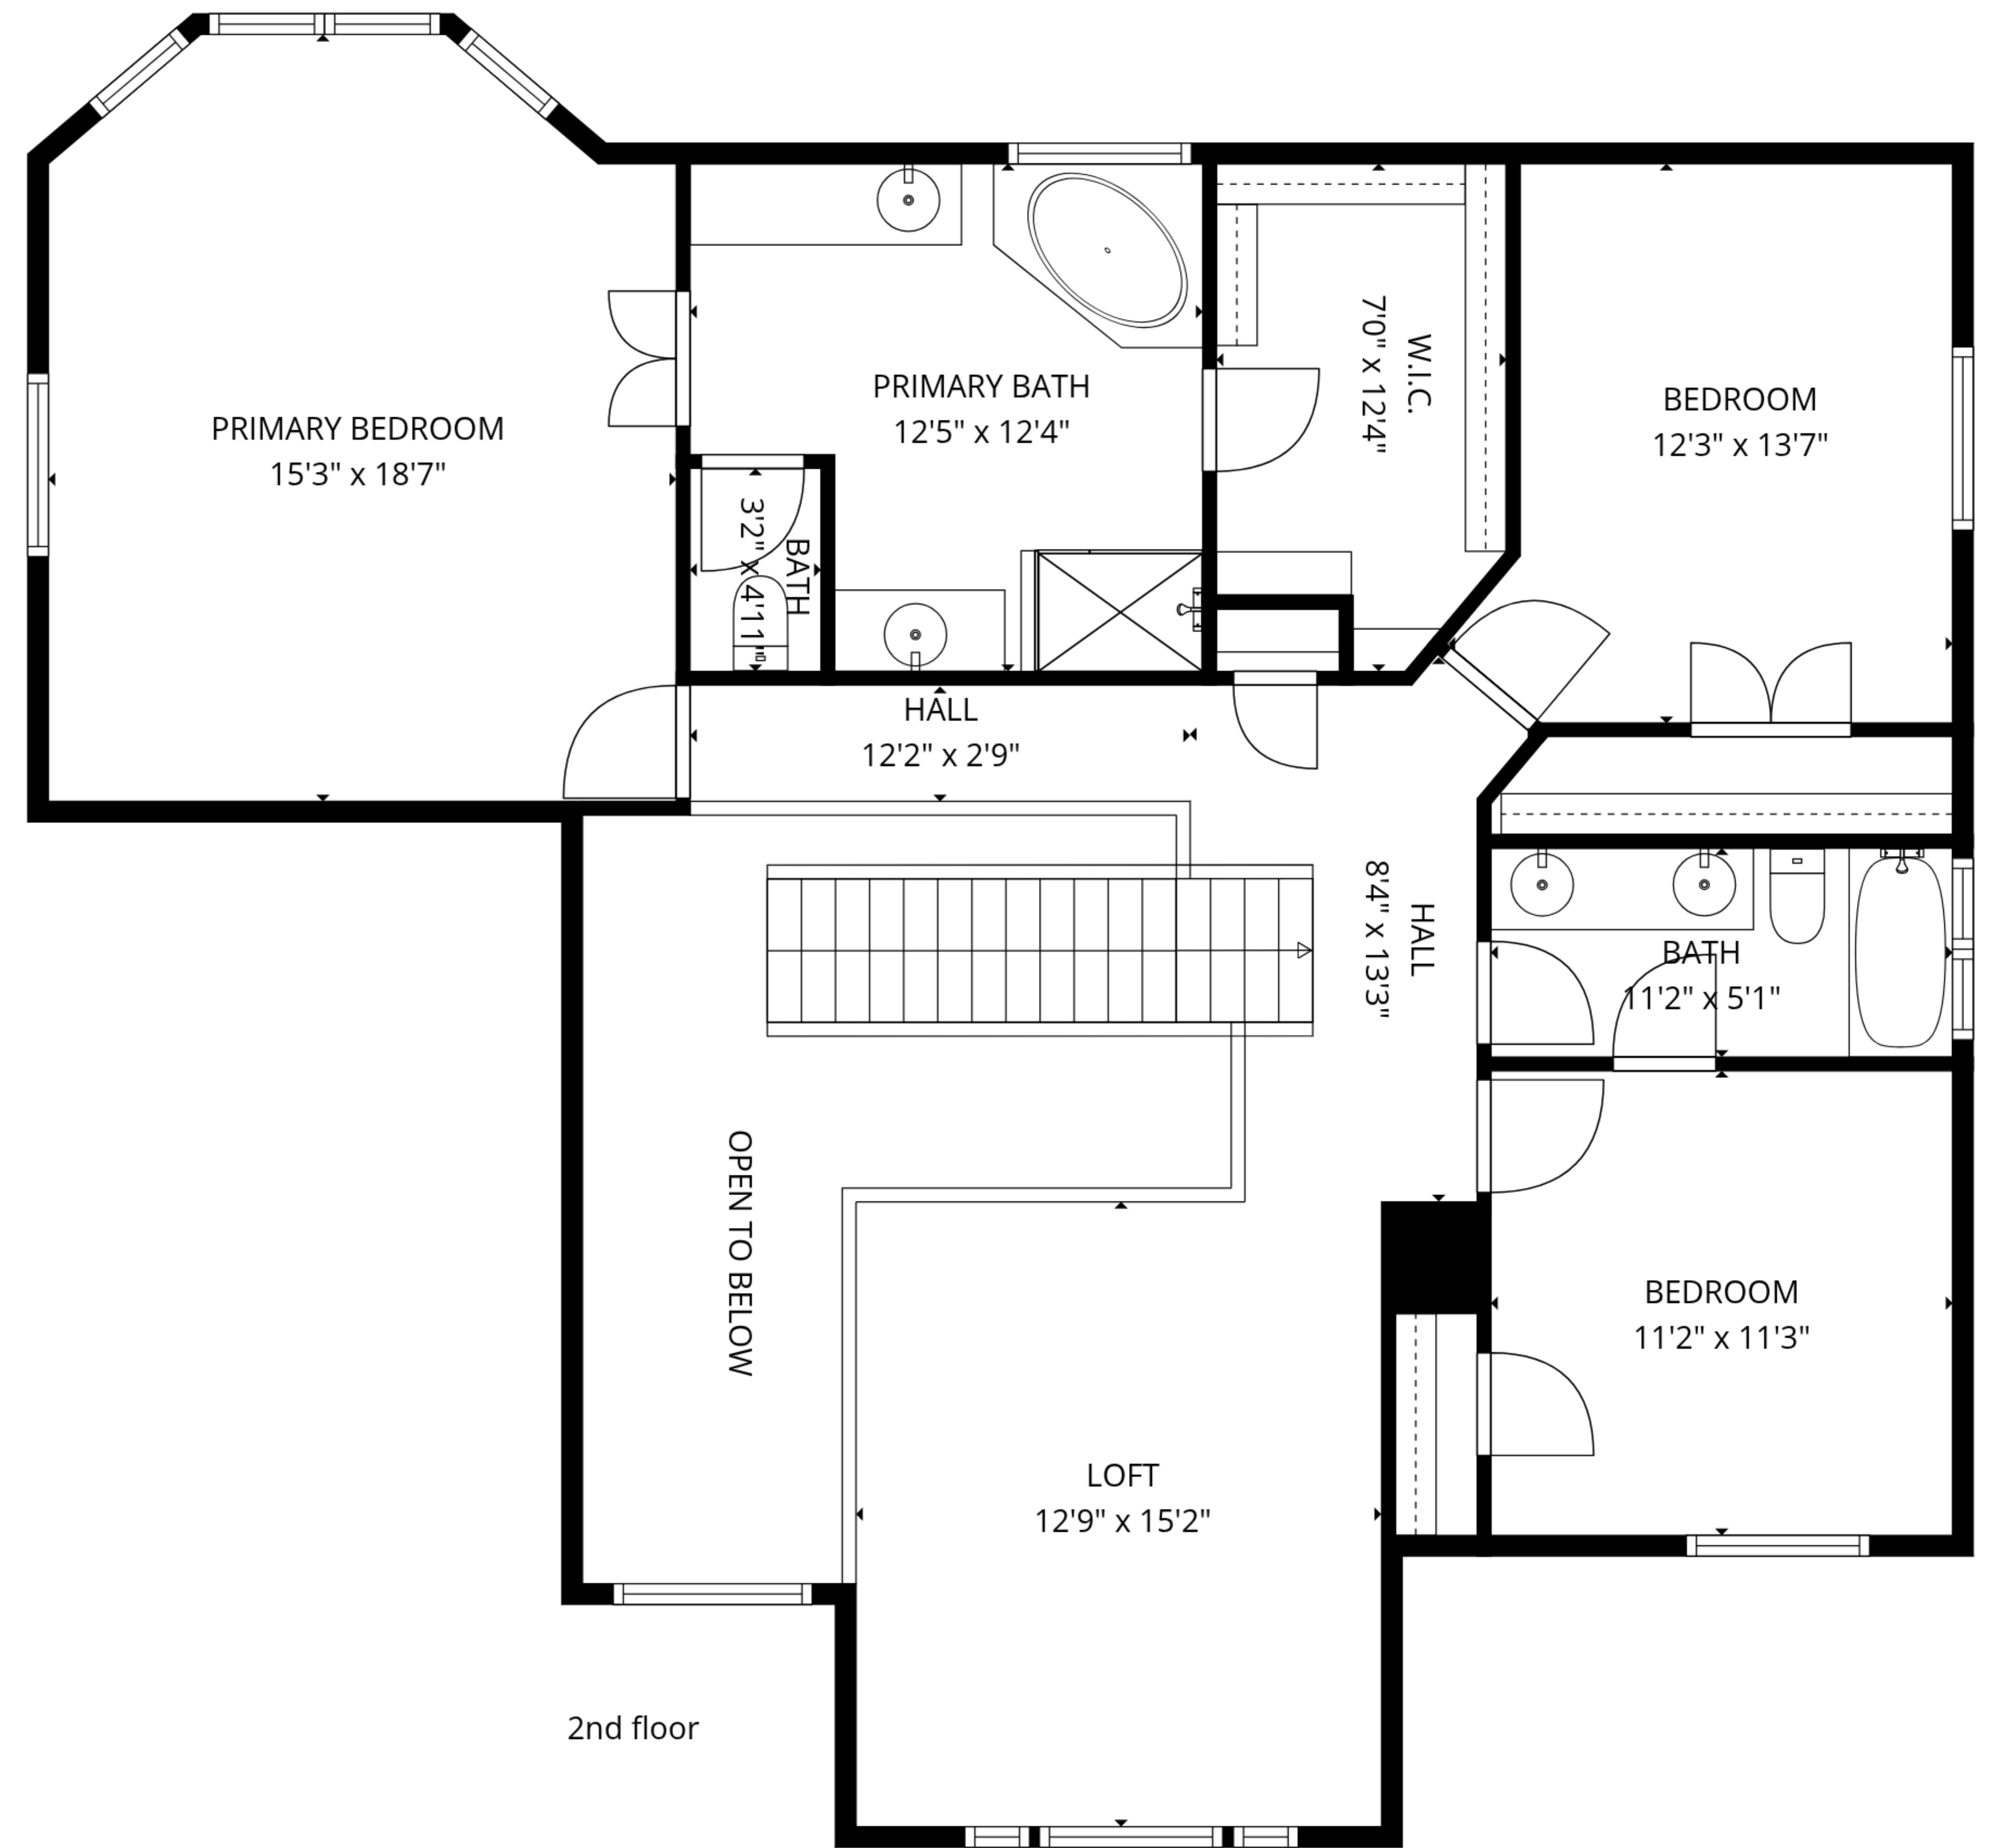 PRIMARY BEDROOM
15'3" x 18'7"
PRIMARY BATH
12'5" x 12'4"
W.I.C.
7'0" x 12'4"
BEDROOM
12'3" x 13'7"
BATH
3'2" x 4'11"
HALL
12'2" x 2'9"
HALL
8'4" x 13'3"
BATH
11'2" x 5'1"
OPEN TO BELOW
BEDROOM
11'2" x 11'3"
LOFT
12'9" x 15'2"
2nd floor